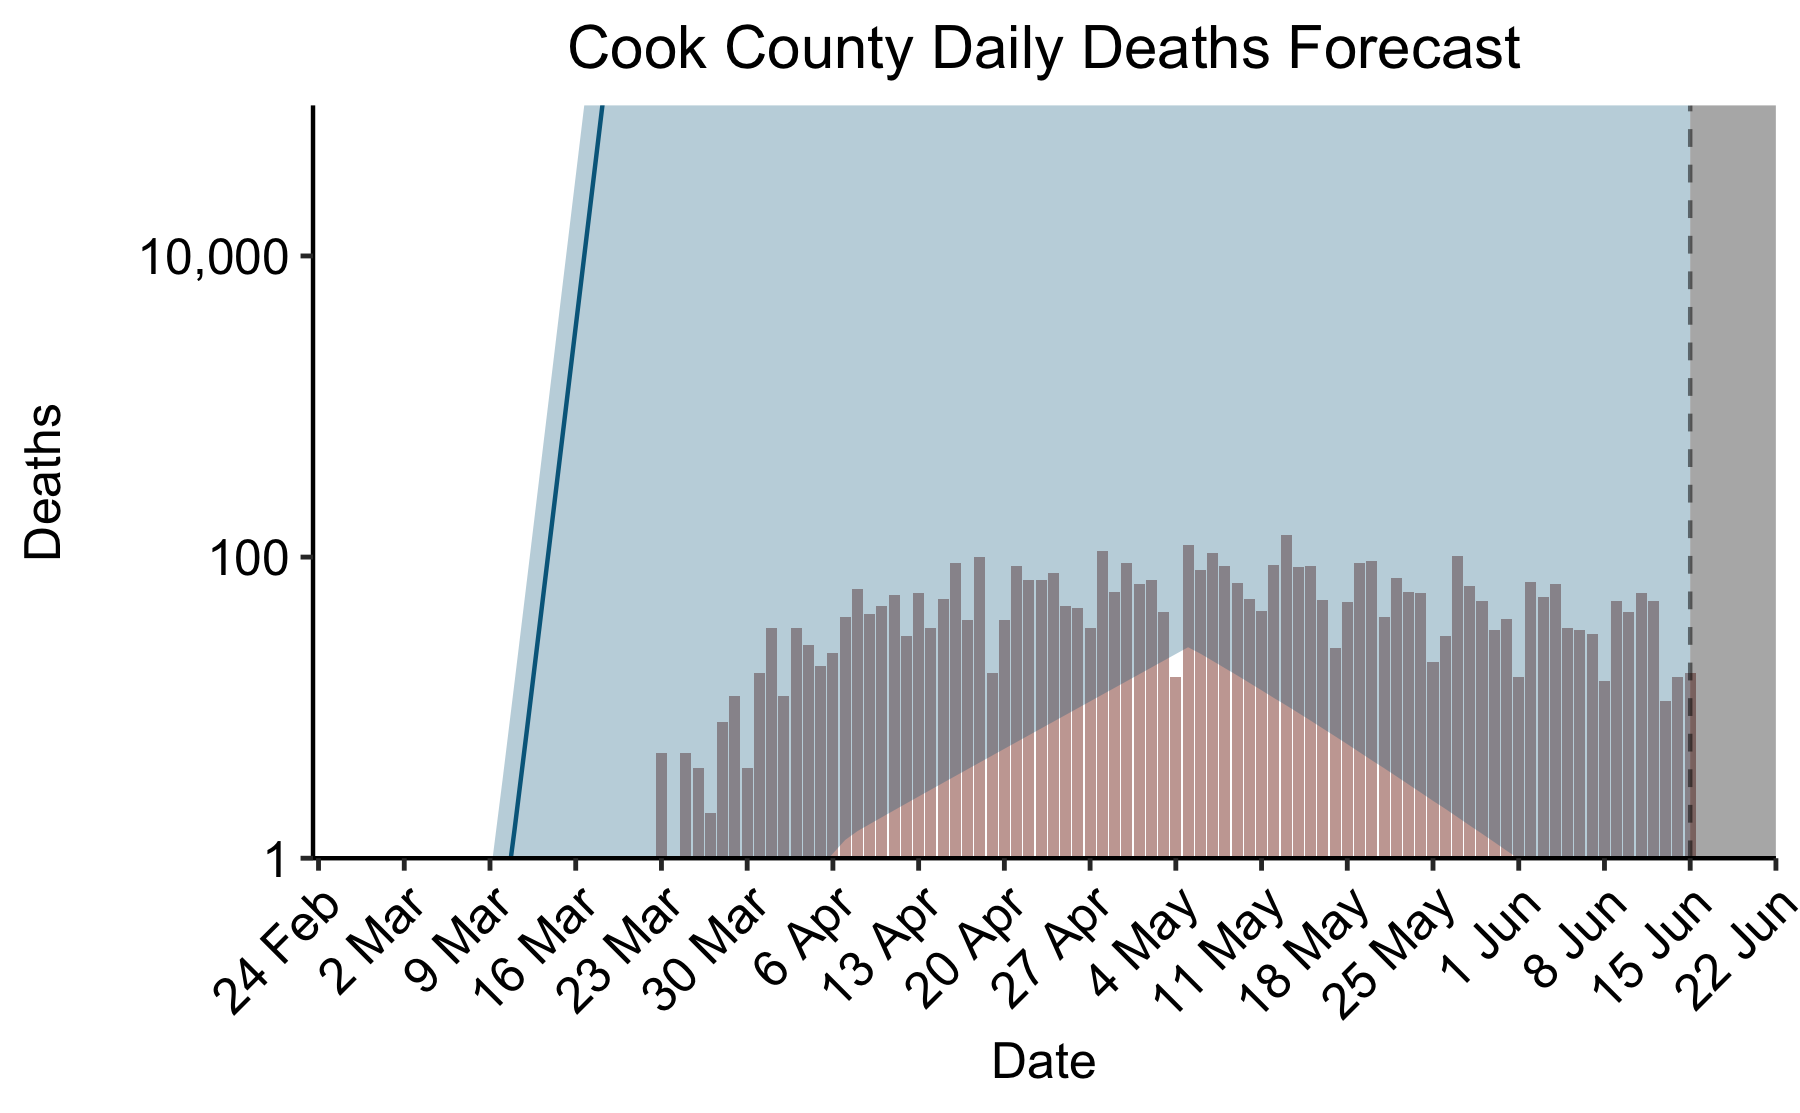 Cook County Daily Deaths Forecast
10,000
100
1
Deaths
24 Feb
2 Mar
9 Mar
16 Mar
23 Mar
30 Mar
6 Apr
13 Apr
20 Apr
27 Apr
4 May
11 May
18 May
25 May
1 Jun
8 Jun
15 Jun
22 Jun
Date